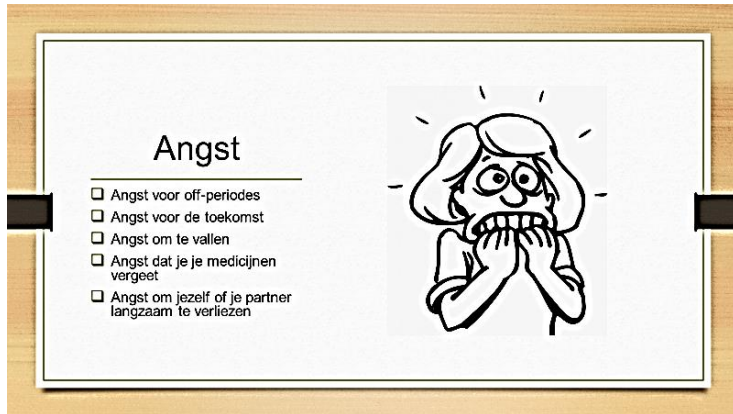 Angst
Angst voor off-periodes
Angst voor de toekomst
Angst om te vallen
Angst dat je je medicijnen
vergeet
Angst om jezelf of je partner
langzaam te verliezen